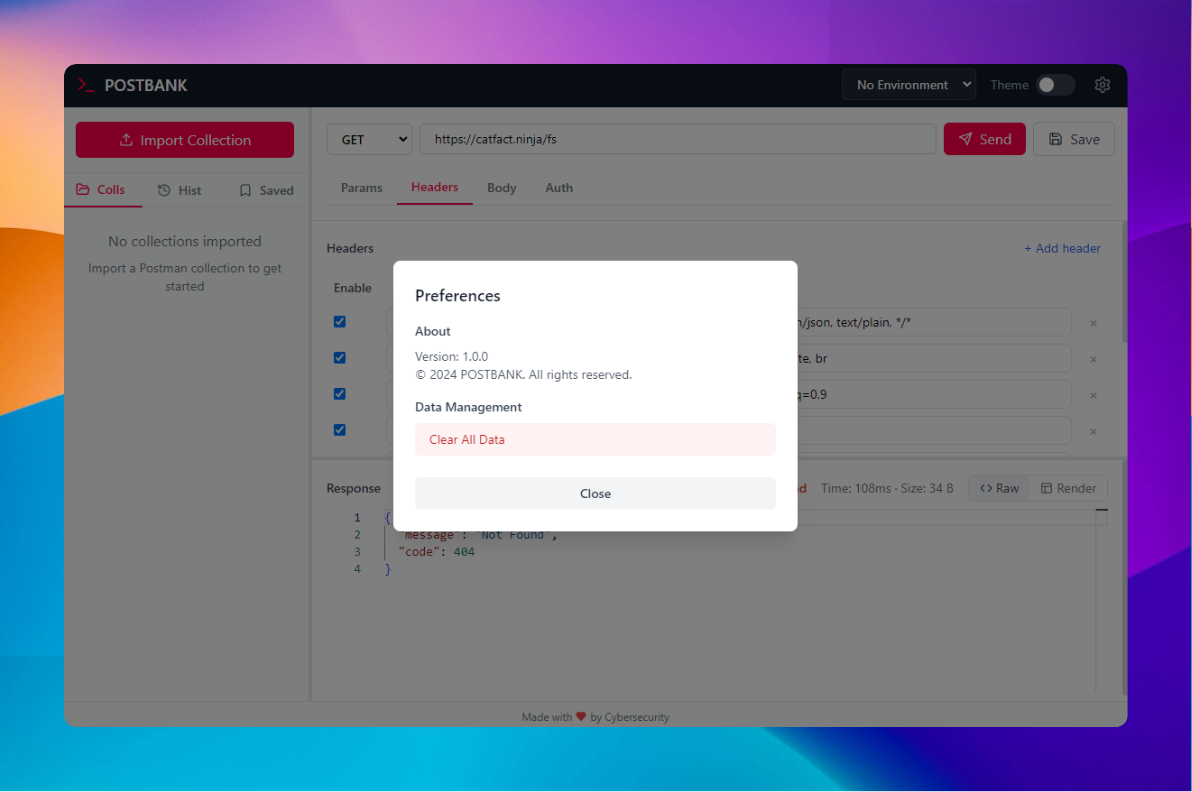 POSTBANK
No Environment
Theme
Import Collection
GET
https://catfact.ninja/fs
Send
Save
Colls
Hist
Saved
Params
Headers
Body
Auth
No collections imported
Import a Postman collection to get
started
Headers
+ Add header
Enable
n/json, text/plain, */*
×
te, br
×
q=0.9
×
×
Preferences
About
Version: 1.0.0
© 2024 POSTBANK. All rights reserved.
Data Management
Clear All Data
Close
Response
d Time: 108ms · Size: 34 B
<> Raw
Render
1 {
2 "message": "Not Found",
3 "code": 404
4 }
Made with ❤ by Cybersecurity